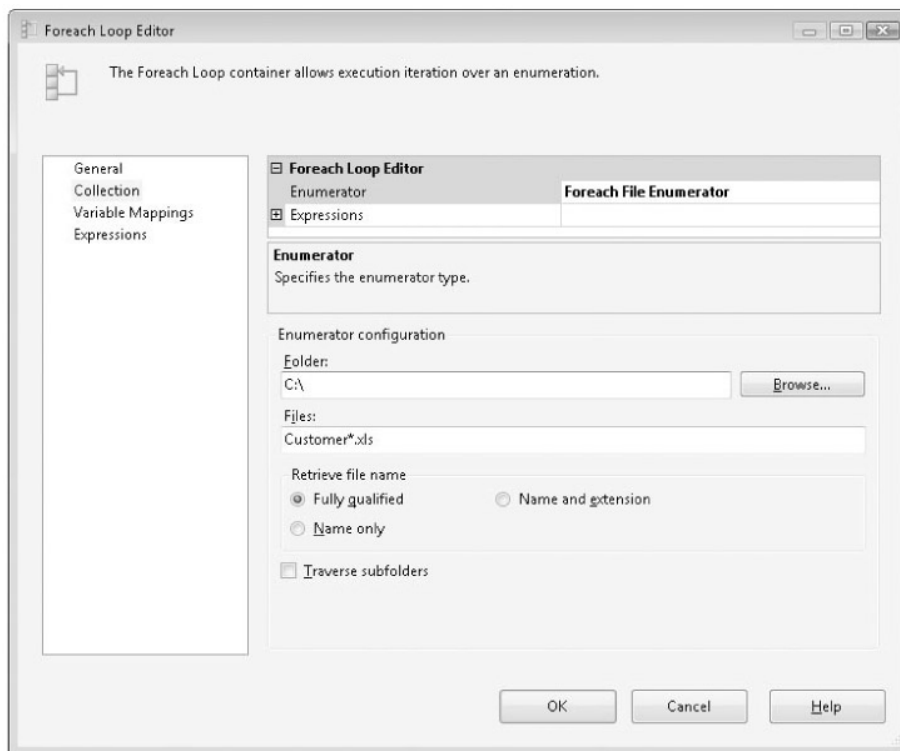 Foreach Loop Editor
The Foreach Loop container allows execution iteration over an enumeration.
General
Collection
Variable Mappings
Expressions
Foreach Loop Editor
Enumerator Foreach File Enumerator
Expressions
Enumerator
Specifies the enumerator type.
Enumerator configuration
Folder:
C:\ Browse...
Files:
Customer*.xls
Retrieve file name
Fully qualified Name and extension
Name only
Traverse subfolders
OK Cancel Help